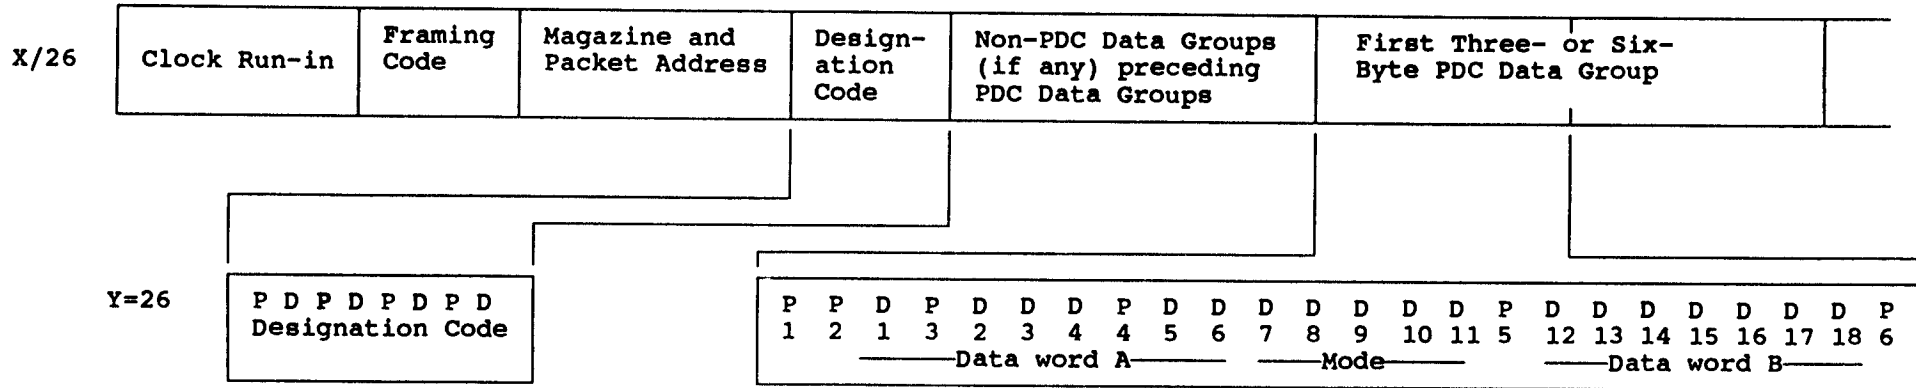 X/26
Clock Run-in
Framing
Code
Magazine and
Packet Address
Design-
ation
Code
Non-PDC Data Groups
(if any) preceding
PDC Data Groups
First Three- or Six-
Byte PDC Data Group
Y=26
P D P D P D P D
Designation Code
P P D P D D D P D D D D D D D P D D D D D D D P
1 2 1 3 2 3 4 4 5 6 7 8 9 10 11 5 12 13 14 15 16 17 18 6
Data word A Mode Data word B